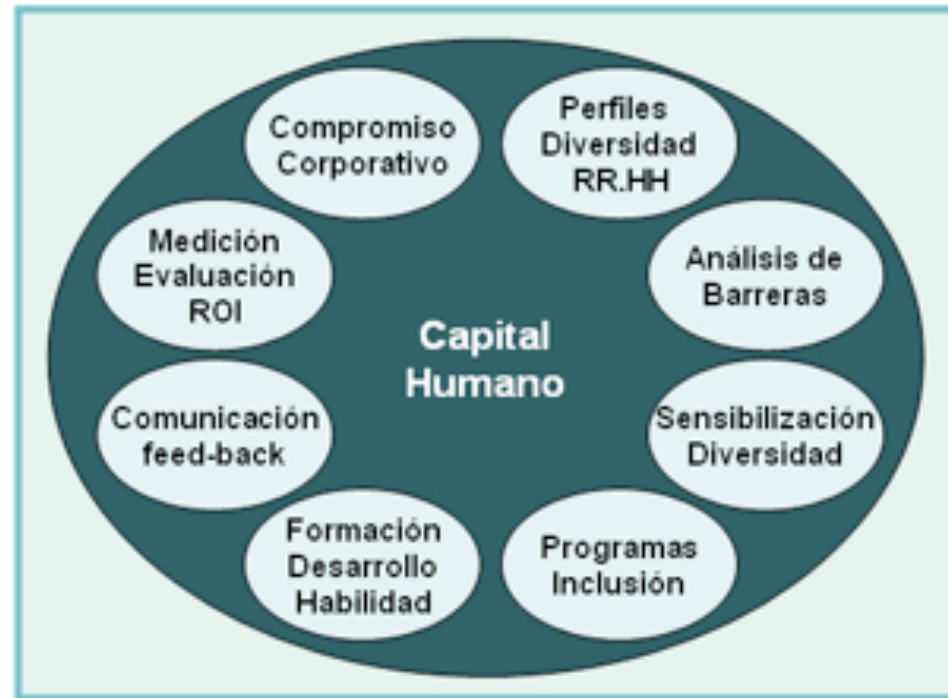 Compromiso
Corporativo
Perfiles
Diversidad
RR.HH
Medición
Evaluación
ROI
Análisis de
Barreras
Capital
Humano
Comunicación
feed-back
Sensibilización
Diversidad
Formación
Desarrollo
Habilidad
Programas
Inclusión